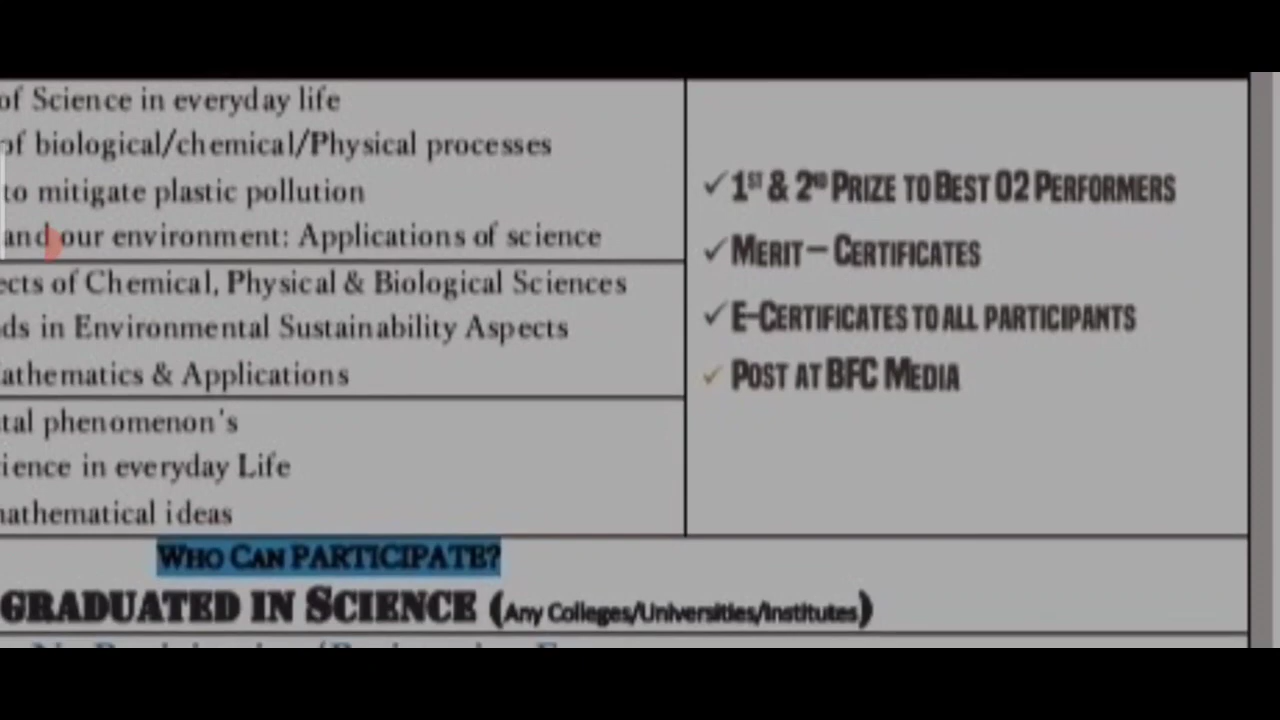 of Science in everyday life
of biological/chemical/Physical processes
to mitigate plastic pollution
and our environment: Applications of science
ects of Chemical, Physical & Biological Sciences
ds in Environmental Sustainability Aspects
athematics & Applications
tal phenomenon's
ience in everyday Life
athematical ideas
✓ 1ST & 2ND PRIZE TO BEST 02 PERFORMERS
✓ MERIT – CERTIFICATES
✓ E-CERTIFICATES TO ALL PARTICIPANTS
✓ POST AT BFC MEDIA
WHO CAN PARTICIPATE?
GRADUATED IN SCIENCE (Any Colleges/Universities/Institutes)